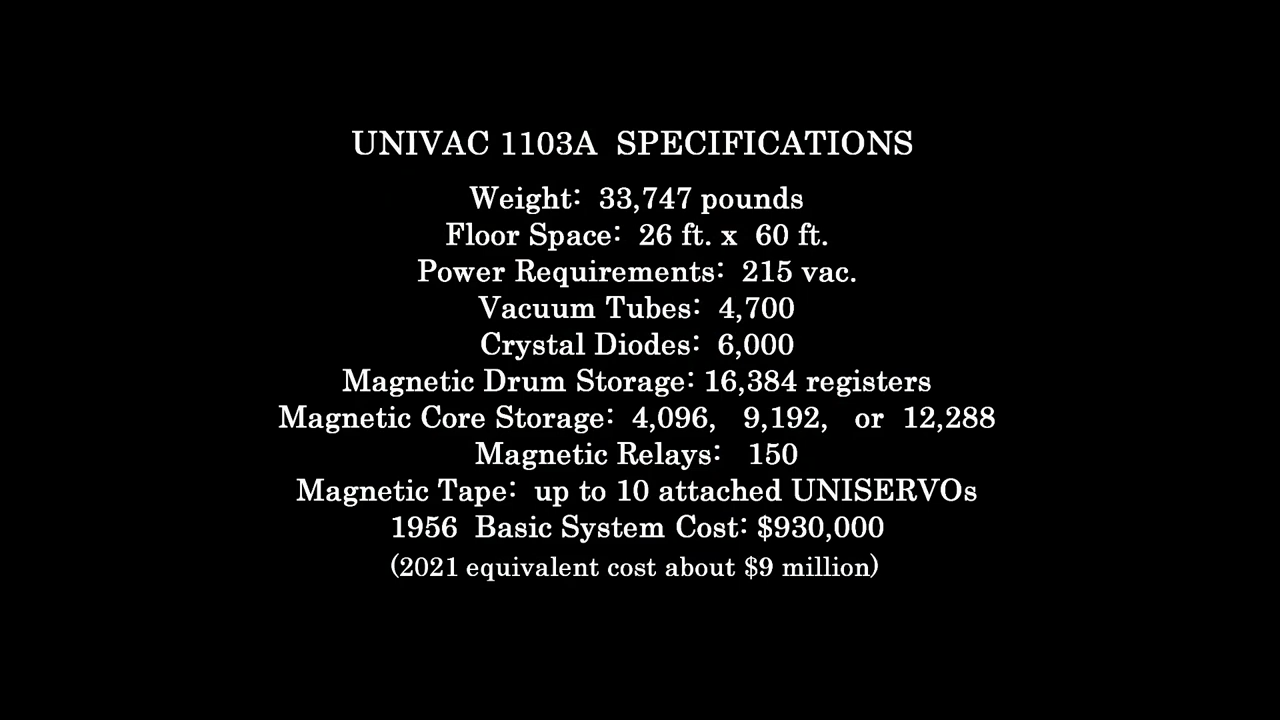 UNIVAC 1103A SPECIFICATIONS
Weight: 33,747 pounds
Floor Space: 26 ft. x 60 ft.
Power Requirements: 215 vac.
Vacuum Tubes: 4,700
Crystal Diodes: 6,000
Magnetic Drum Storage: 16,384 registers
Magnetic Core Storage: 4,096, 9,192, or 12,288
Magnetic Relays: 150
Magnetic Tape: up to 10 attached UNISERVOs
1956 Basic System Cost: $930,000
(2021 equivalent cost about $9 million)